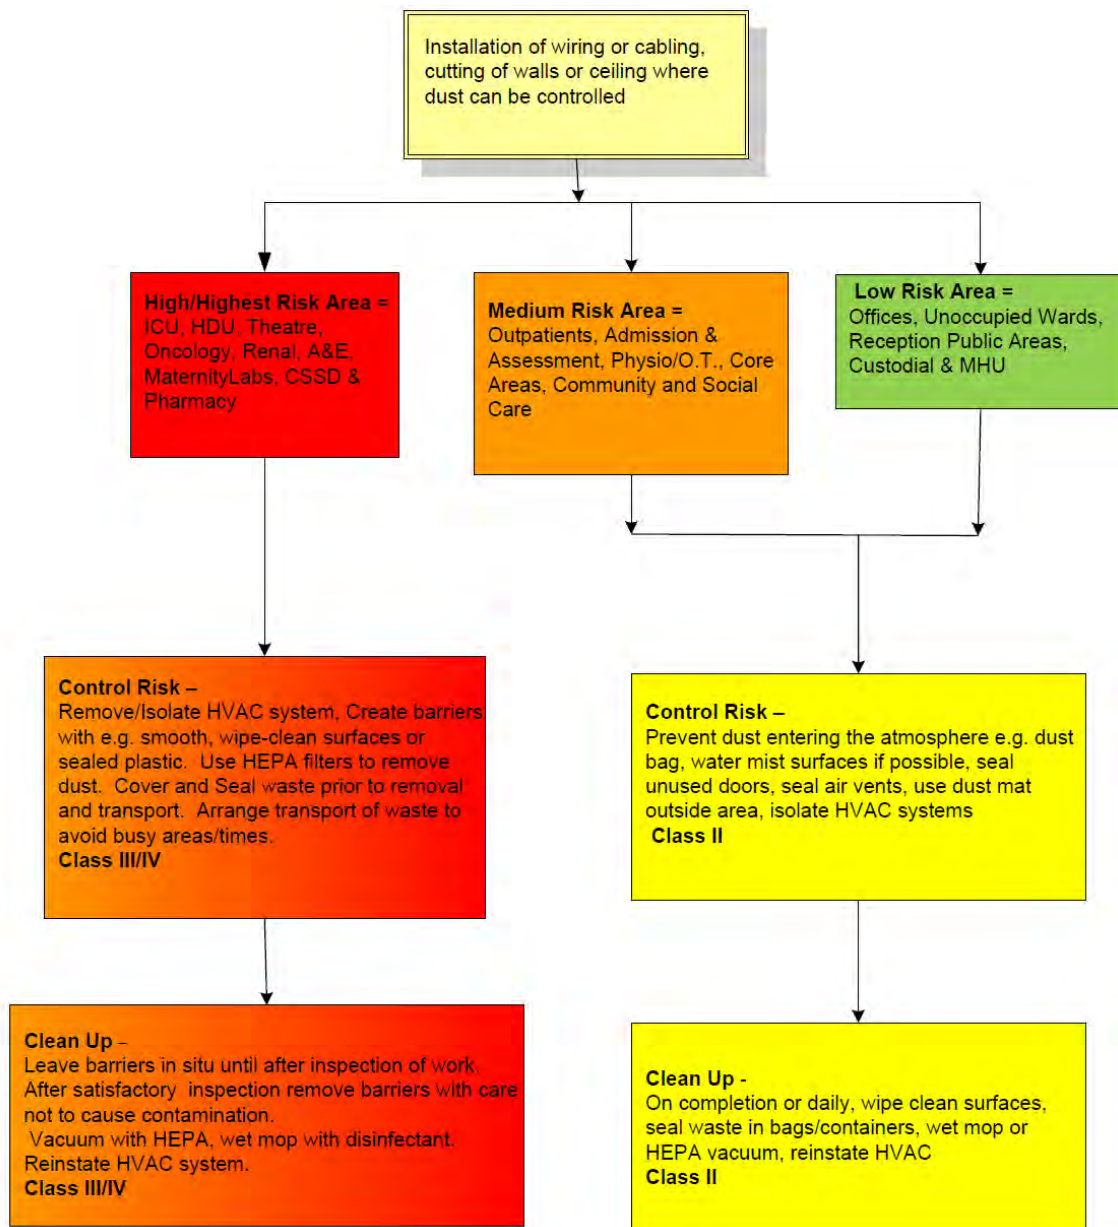 Installation of wiring or cabling,
cutting of walls or ceiling where
dust can be controlled
High/Highest Risk Area =
ICU, HDU, Theatre,
Oncology, Renal, A&E,
MaternityLabs, CSSD &
Pharmacy
Medium Risk Area =
Outpatients, Admission &
Assessment, Physio/O.T., Core
Areas, Community and Social
Care
Low Risk Area =
Offices, Unoccupied Wards,
Reception Public Areas,
Custodial & MHU
Control Risk –
Remove/Isolate HVAC system, Create barriers
with e.g. smooth, wipe-clean surfaces or
sealed plastic. Use HEPA filters to remove
dust. Cover and Seal waste prior to removal
and transport. Arrange transport of waste to
avoid busy areas/times.
Class III/IV
Control Risk –
Prevent dust entering the atmosphere e.g. dust
bag, water mist surfaces if possible, seal
unused doors, seal air vents, use dust mat
outside area, isolate HVAC systems
Class II
Clean Up –
Leave barriers in situ until after inspection of work.
After satisfactory inspection remove barriers with care
not to cause contamination.
Vacuum with HEPA, wet mop with disinfectant.
Reinstate HVAC system.
Class III/IV
Clean Up -
On completion or daily, wipe clean surfaces,
seal waste in bags/containers, wet mop or
HEPA vacuum, reinstate HVAC
Class II